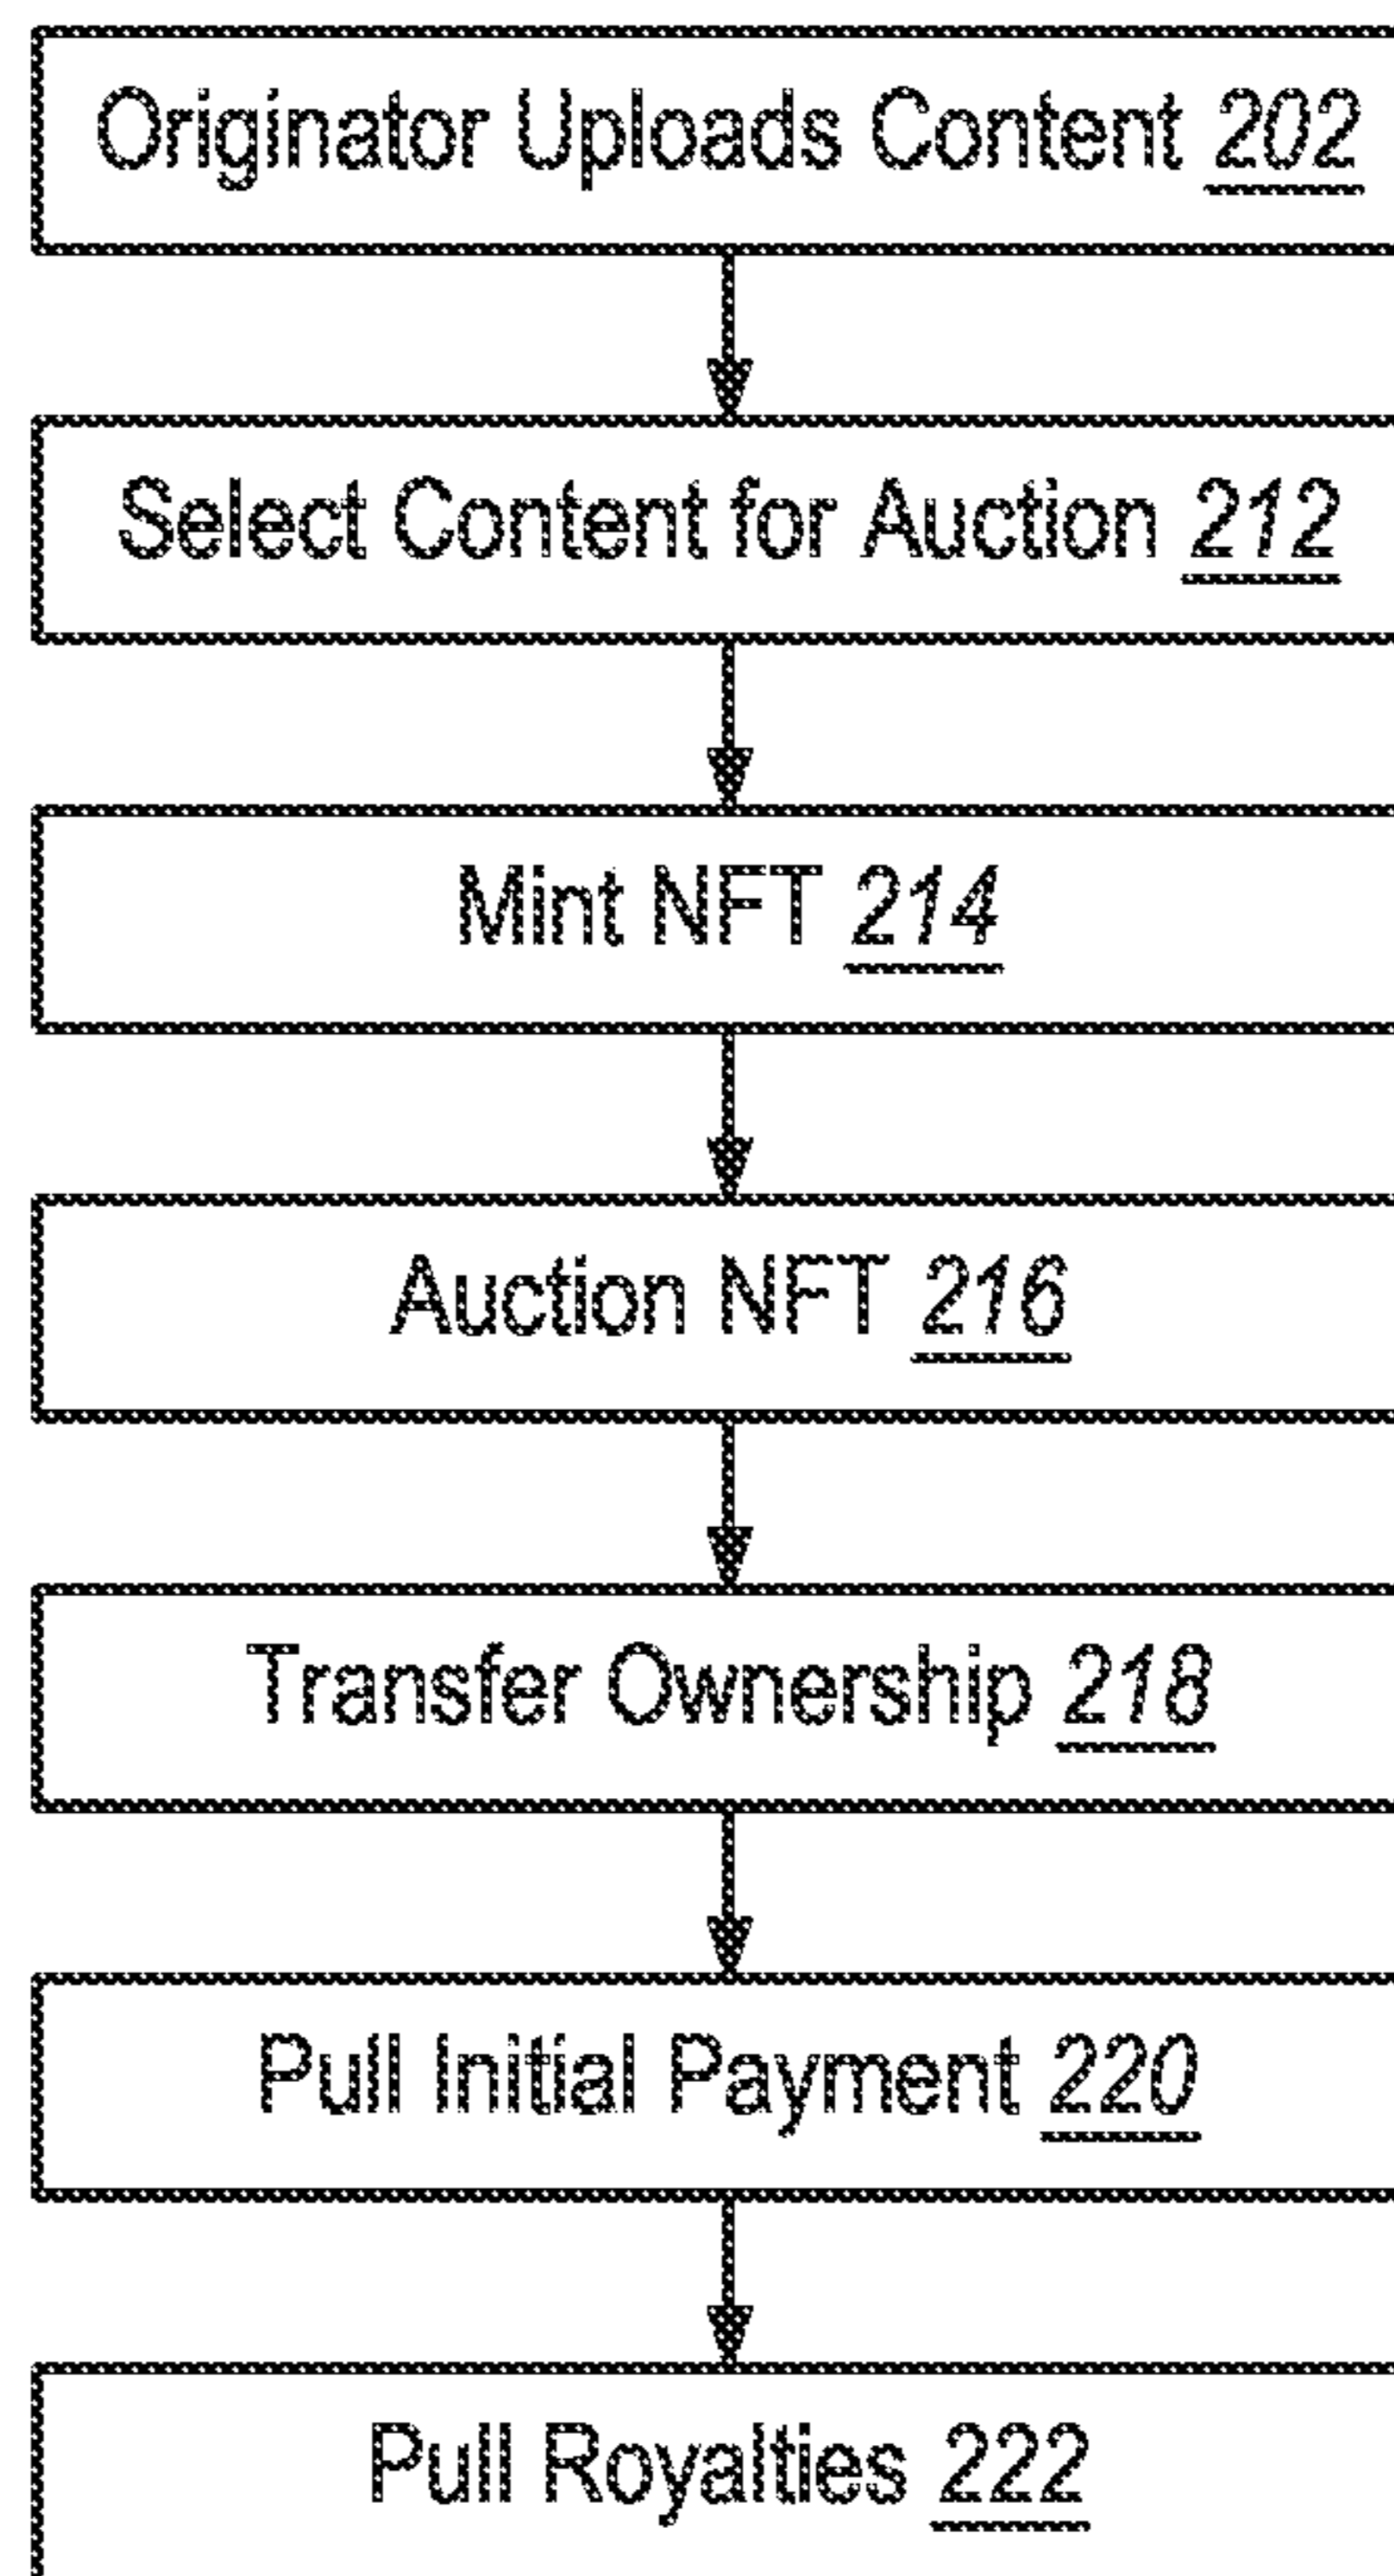 Originator Uploads Content 202
Select Content for Auction 212
Mint NFT 214
Auction NFT 216
Transfer Ownership 218
Pull Initial Payment 220
Pull Royalties 222